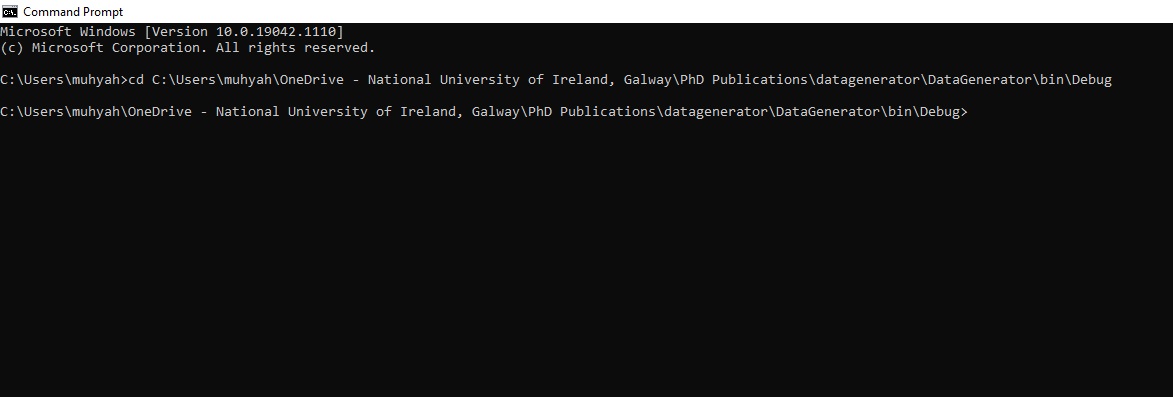 Command Prompt
Microsoft Windows [Version 10.0.19042.1110]
(c) Microsoft Corporation. All rights reserved.
C:\Users\muhyah>cd C:\Users\muhyah\OneDrive - National University of Ireland, Galway\PhD Publications\datagenerator\DataGenerator\bin\Debug
C:\Users\muhyah\OneDrive - National University of Ireland, Galway\PhD Publications\datagenerator\DataGenerator\bin\Debug>